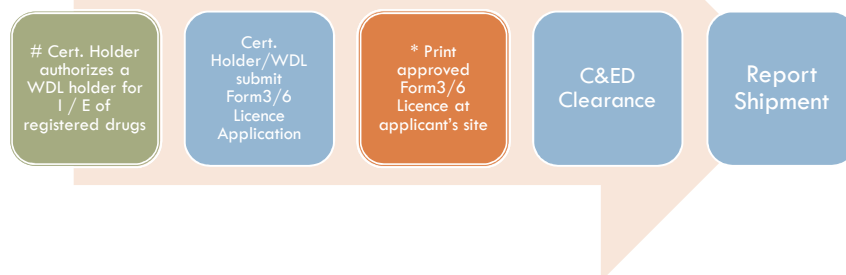 # Cert. Holder
authorizes a
WDL holder for
I / E of
registered drugs
Cert.
Holder/WDL
submit
Form3/6
Licence
Application
* Print
approved
Form3/6
Licence at
applicant's site
C&ED
Clearance
Report
Shipment